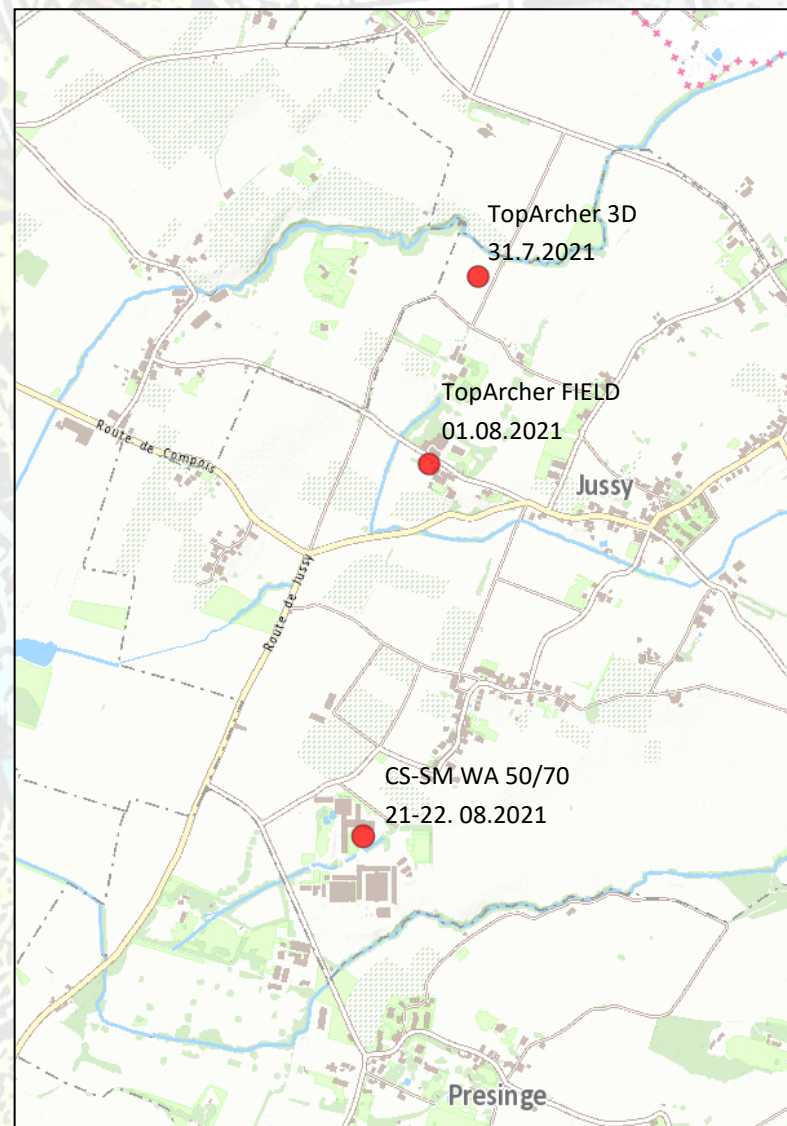 TopArcher 3D
31.7.2021
TopArcher FIELD
01.08.2021
Route de Compois
Jussy
Route de Jussy
CS-SM WA 50/70
21-22. 08.2021
Presinge